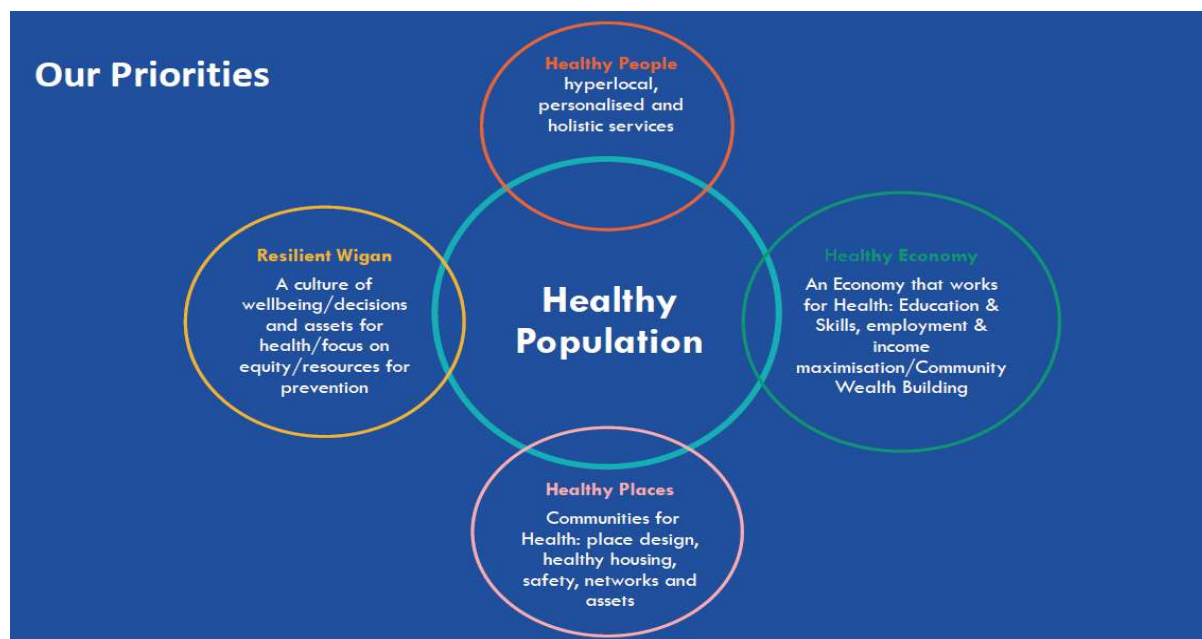 Our Priorities
Healthy People
hyperlocal,
personalised and
holistic services
Resilient Wigan
A culture of
wellbeing/decisions
and assets for
health/focus on
equity/resources for
prevention
Healthy
Population
Healthy Economy
An Economy that works
for Health: Education &
Skills, employment &
income
maximisation/Community
Wealth Building
Healthy Places
Communities for
Health: place design,
healthy housing,
safety, networks and
assets